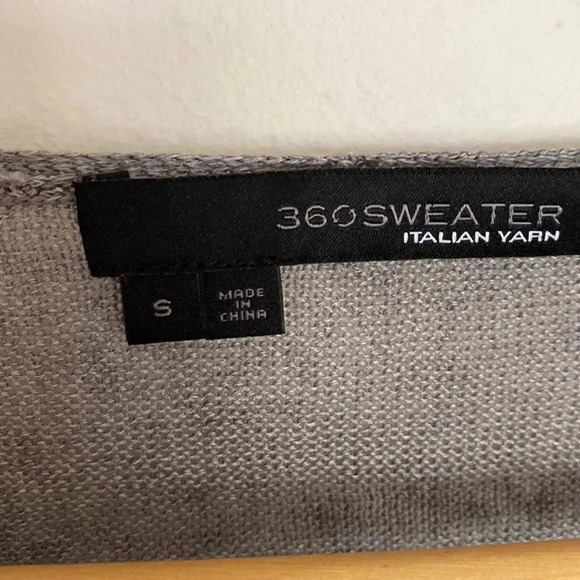 360SWEATER
ITALIAN YARN
S
MADE
IN
CHINA